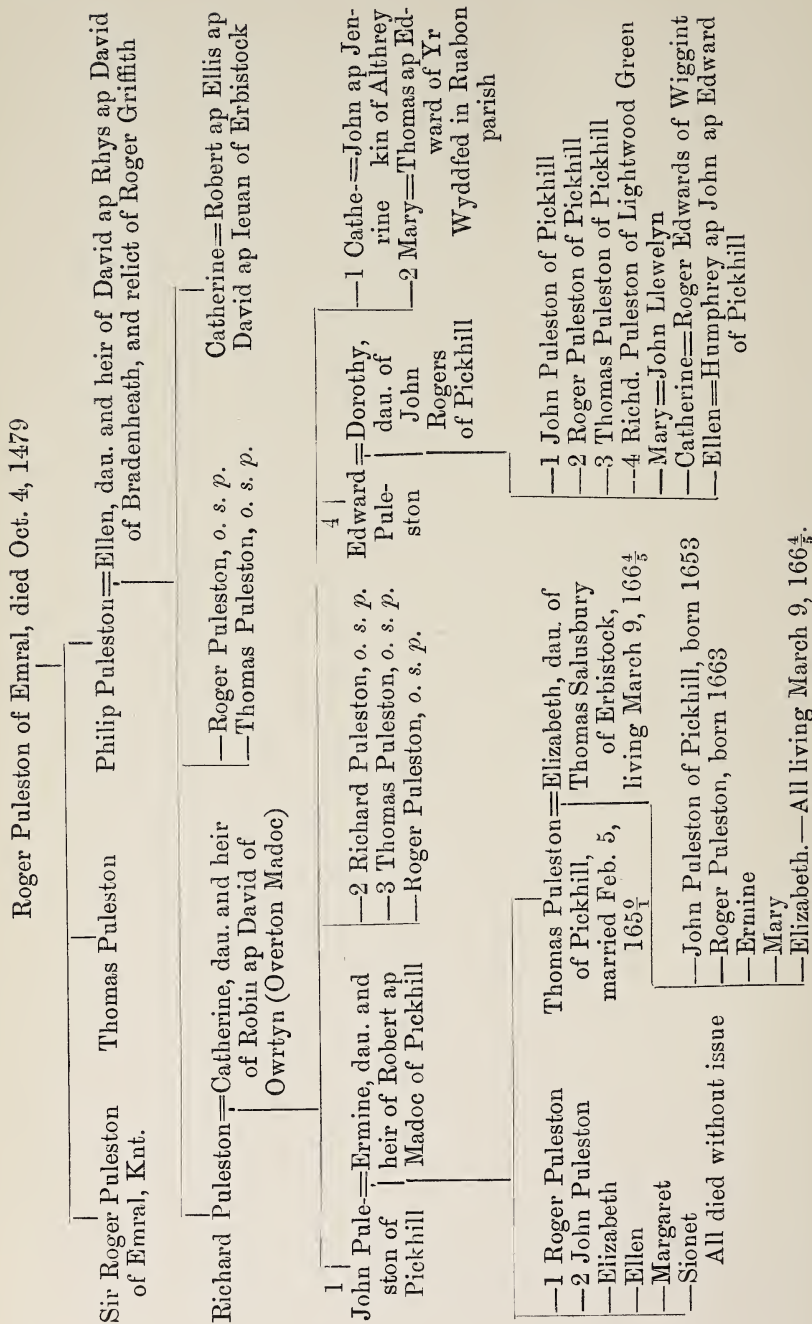 Roger Puleston of Emral, died Oct. 4, 1479
Sir Roger Puleston
of Emral, Knt.
Thomas Puleston
Philip Puleston=Ellen, dau. and heir of David ap Rhys ap David
of Bradenheath, and relict of Roger Griffith
Richard Puleston=Catherine, dau. and heir
of Robin ap David of
Owrtyn (Overton Madoc)
—Roger Puleston, o. s. p.
—Thomas Puleston, o. s. p.
Catherine=Robert ap Ellis ap
David ap Ieuan of Erbistock
1
John Pule-=Ermine, dau. and
ston of heir of Robert ap
Pickhill Madoc of Pickhill
—2 Richard Puleston, o. s. p.
—3 Thomas Puleston, o. s. p.
—Roger Puleston, o. s. p.
4
Edward=Dorothy,
Pule- dau. of
ston John
Rogers
of Pickhill
—1 Cathe-=John ap Jen-
rine kin of Althrey
—2 Mary=Thomas ap Ed-
ward of Yr
Wyddfed in Ruabon
parish
—1 Roger Puleston
—2 John Puleston
—Elizabeth
—Ellen
—Margaret
—Sionet
All died without issue
Thomas Puleston=Elizabeth, dau. of
of Pickhill, Thomas Salusbury
married Feb. 5, of Erbistock,
165⁰⁄₁ living March 9, 166⁴⁄₅
—John Puleston of Pickhill, born 1653
—Roger Puleston, born 1663
—Ermine
—Mary
—Elizabeth.—All living March 9, 166⁴⁄₅.
—1 John Puleston of Pickhill
—2 Roger Puleston of Pickhill
—3 Thomas Puleston of Pickhill
—4 Richd. Puleston of Lightwood Green
—Mary=John Llewelyn
—Catherine=Roger Edwards of Wiggint
—Ellen=Humphrey ap John ap Edward
of Pickhill